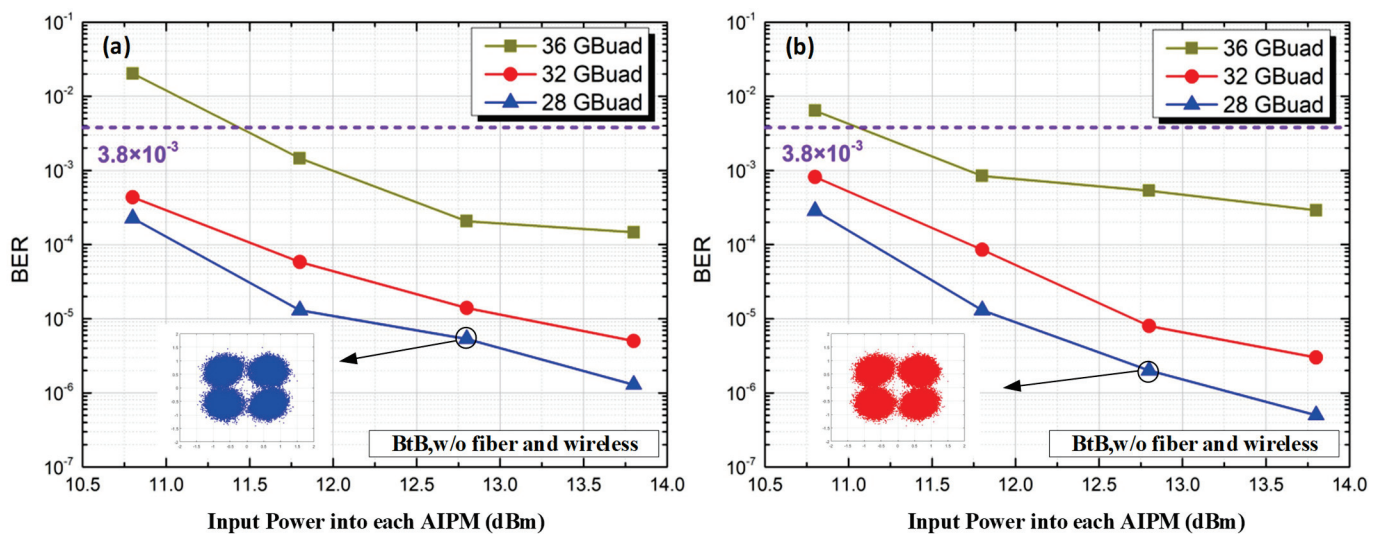 (a)
36 GBuad
32 GBuad
28 GBuad
10⁻¹
10⁻²
10⁻³
10⁻⁴
10⁻⁵
10⁻⁶
10⁻⁷
BER
3.8×10⁻³
BtB,w/o fiber and wireless
10.5 11.0 11.5 12.0 12.5 13.0 13.5 14.0
Input Power into each AIPM (dBm)
(b)
36 GBuad
32 GBuad
28 GBuad
10⁻¹
10⁻²
10⁻³
10⁻⁴
10⁻⁵
10⁻⁶
10⁻⁷
BER
3.8×10⁻³
BtB,w/o fiber and wireless
10.5 11.0 11.5 12.0 12.5 13.0 13.5 14.0
Input Power into each AIPM (dBm)